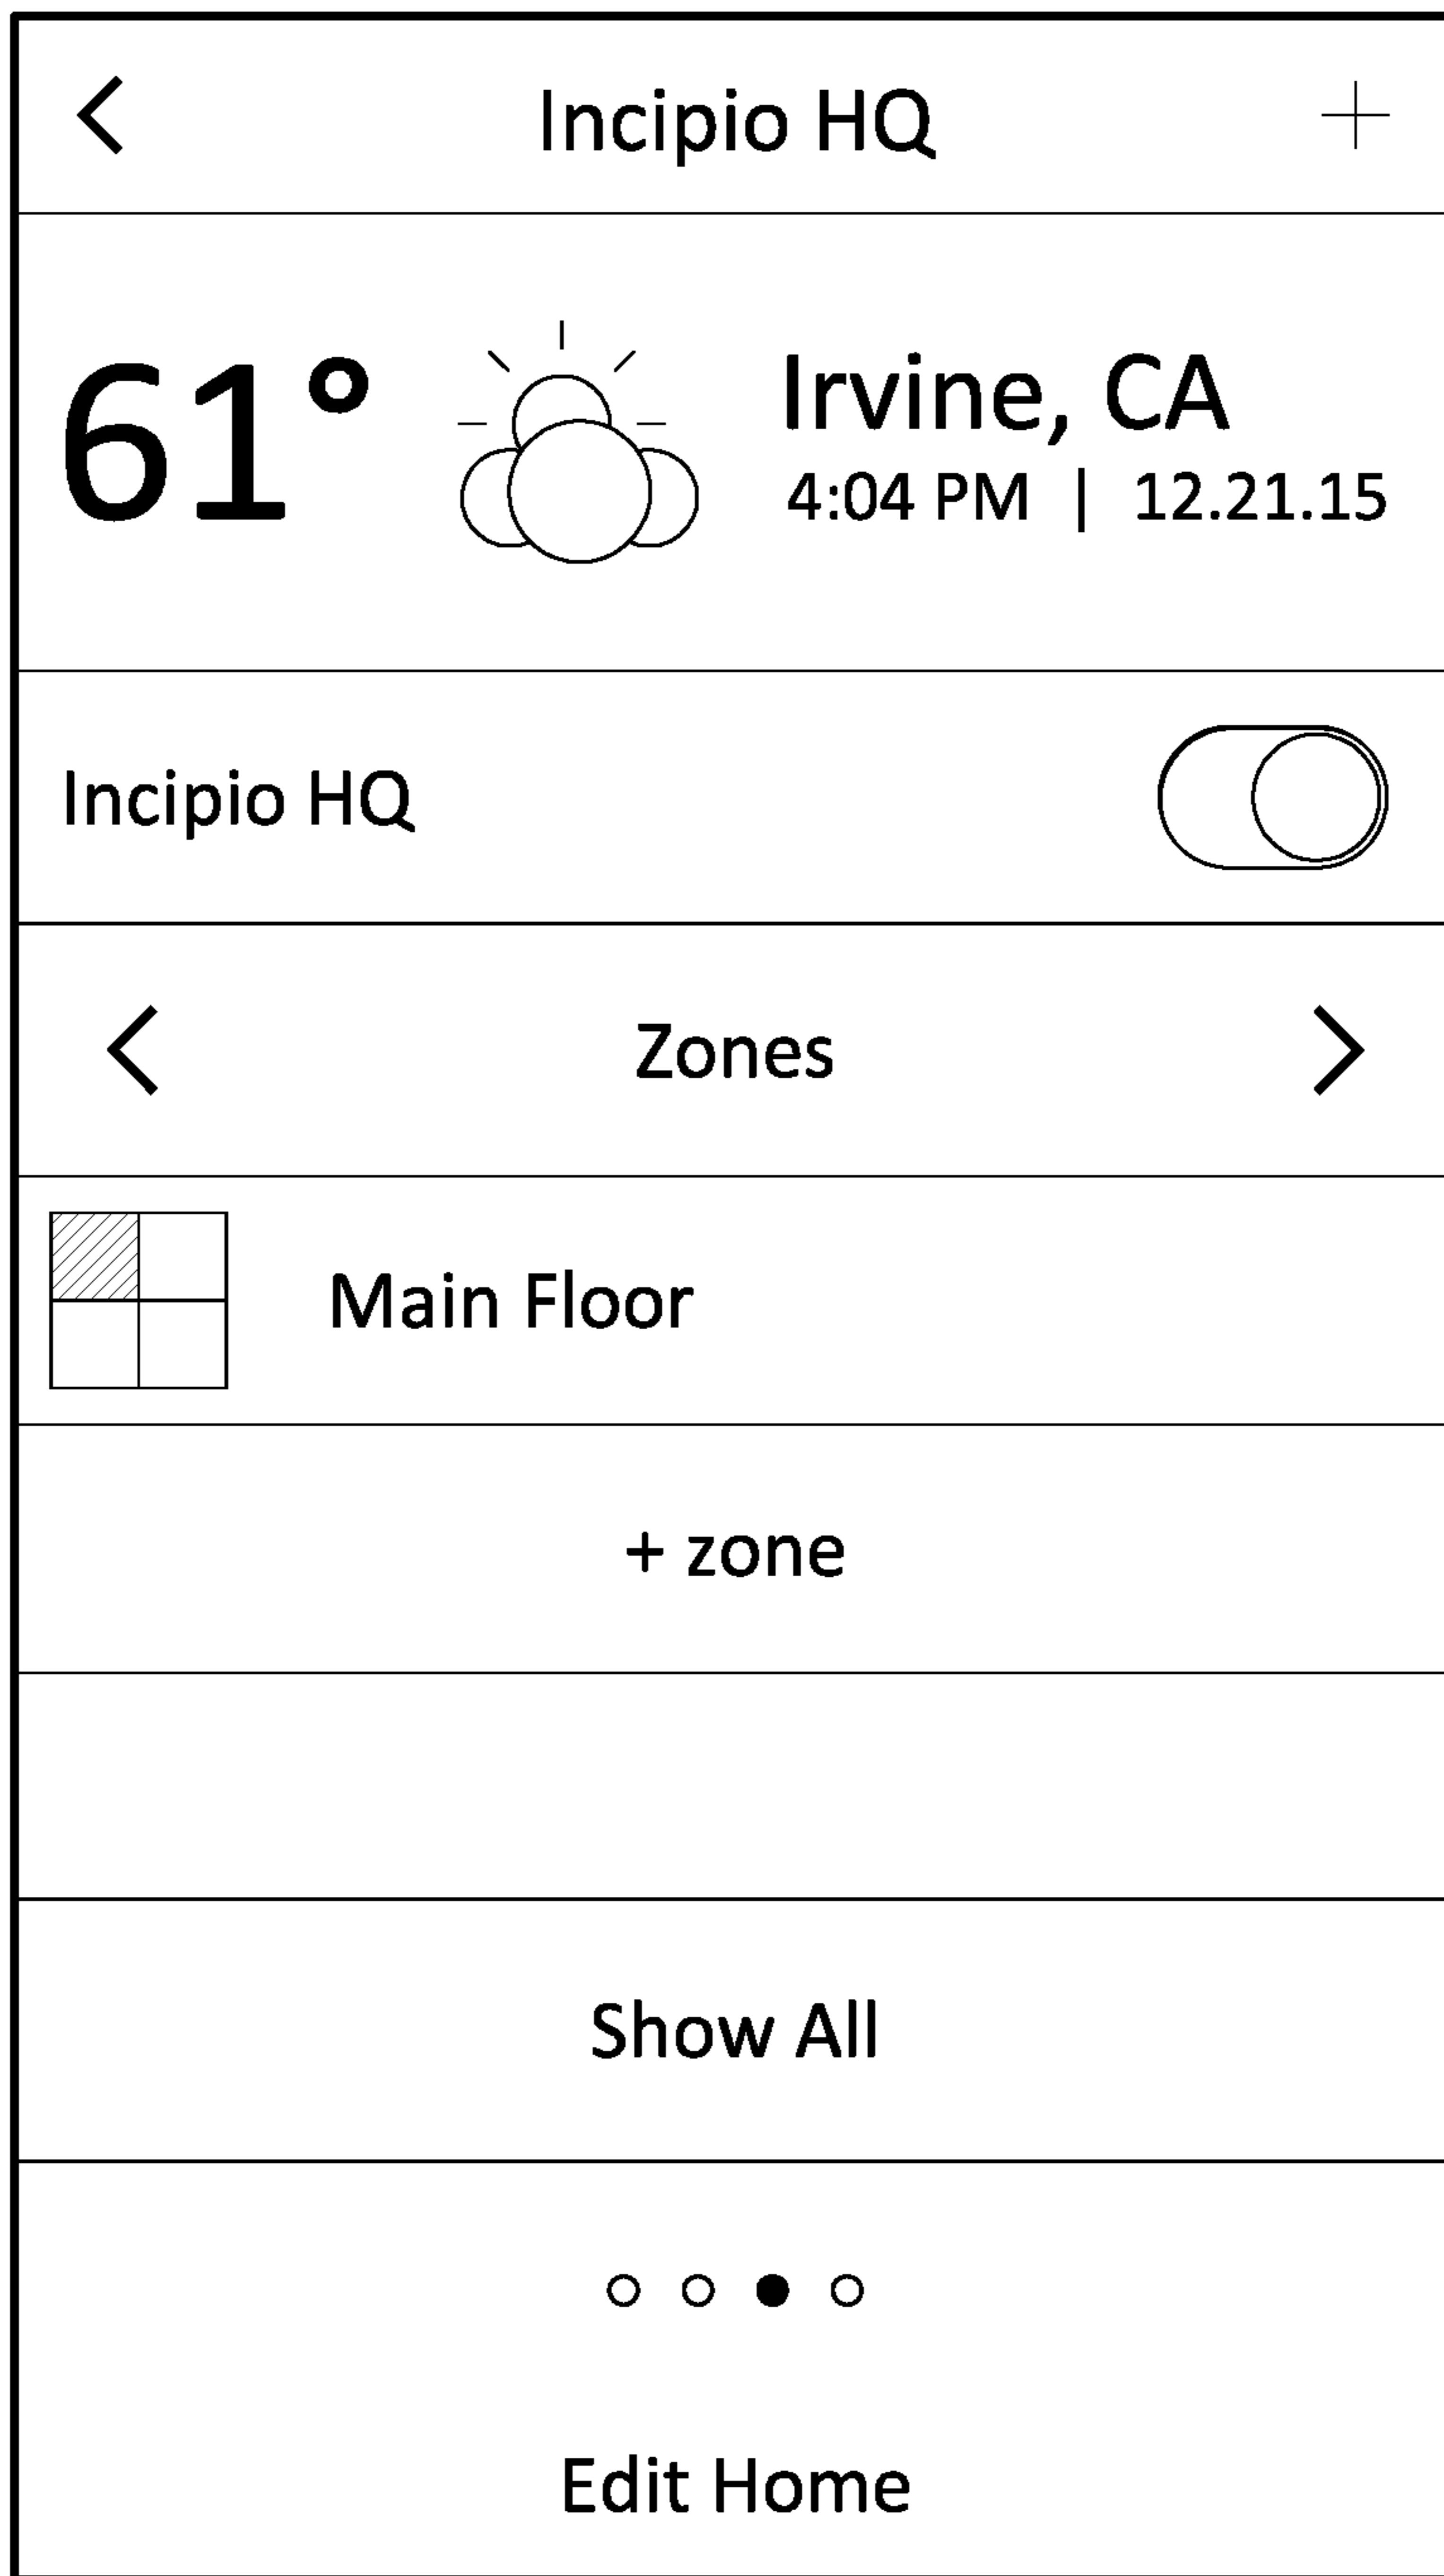 Incipio HQ
61°
Irvine, CA
4:04 PM | 12.21.15
Incipio HQ
Zones
Main Floor
+ zone
Show All
Edit Home